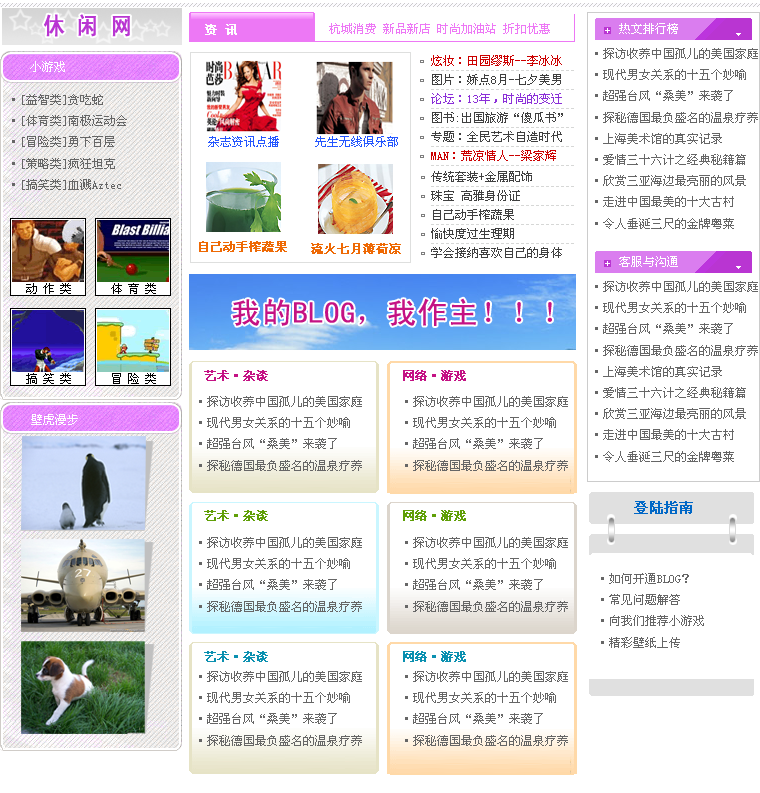 休闲网
小游戏
[益智类]贪吃蛇
[体育类]南极运动会
[冒险类]勇下百层
[策略类]疯狂坦克
[搞笑类]血溅Aztec
动作类
Blast Billia
体育类
搞笑类
冒险类
壁虎漫步
资讯
杭城消费 新品新店 时尚加油站 折扣优惠
时尚芭莎
杂志资讯点播
先生无线俱乐部
自己动手榨蔬果
流火七月薄荷凉
炫妆：田园缪斯--李冰冰
图片：娇点8月-七夕美男
论坛：13年，时尚的变迁
图书:出国旅游“傻瓜书”
专题：全民艺术自造时代
MAN：荒凉情人--梁家辉
传统套装+金属配饰
珠宝 高雅身份证
自己动手榨蔬果
愉快度过生理期
学会接纳喜欢自己的身体
我的BLOG，我作主！！！
艺术·杂谈
探访收养中国孤儿的美国家庭
现代男女关系的十五个妙喻
超强台风“桑美”来袭了
探秘德国最负盛名的温泉疗养
网络·游戏
探访收养中国孤儿的美国家庭
现代男女关系的十五个妙喻
超强台风“桑美”来袭了
探秘德国最负盛名的温泉疗养
艺术·杂谈
探访收养中国孤儿的美国家庭
现代男女关系的十五个妙喻
超强台风“桑美”来袭了
探秘德国最负盛名的温泉疗养
网络·游戏
探访收养中国孤儿的美国家庭
现代男女关系的十五个妙喻
超强台风“桑美”来袭了
探秘德国最负盛名的温泉疗养
艺术·杂谈
探访收养中国孤儿的美国家庭
现代男女关系的十五个妙喻
超强台风“桑美”来袭了
探秘德国最负盛名的温泉疗养
网络·游戏
探访收养中国孤儿的美国家庭
现代男女关系的十五个妙喻
超强台风“桑美”来袭了
探秘德国最负盛名的温泉疗养
热文排行榜
探访收养中国孤儿的美国家庭
现代男女关系的十五个妙喻
超强台风“桑美”来袭了
探秘德国最负盛名的温泉疗养
上海美术馆的真实记录
爱情三十六计之经典秘籍篇
欣赏三亚海边最亮丽的风景
走进中国最美的十大古村
令人垂诞三尺的金牌粤菜
客服与沟通
探访收养中国孤儿的美国家庭
现代男女关系的十五个妙喻
超强台风“桑美”来袭了
探秘德国最负盛名的温泉疗养
上海美术馆的真实记录
爱情三十六计之经典秘籍篇
欣赏三亚海边最亮丽的风景
走进中国最美的十大古村
令人垂诞三尺的金牌粤菜
登陆指南
如何开通BLOG?
常见问题解答
向我们推荐小游戏
精彩壁纸上传